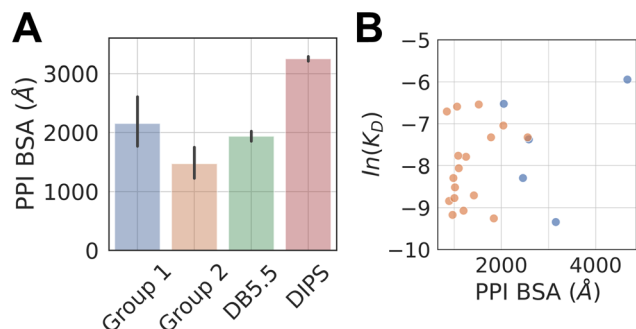 A
PPI BSA (Å)
3000
2000
1000
0
Group 1
Group 2
DB5.5
DIPS
B
ln(K_D)
−5
−6
−7
−8
−9
−10
2000
4000
PPI BSA (Å)